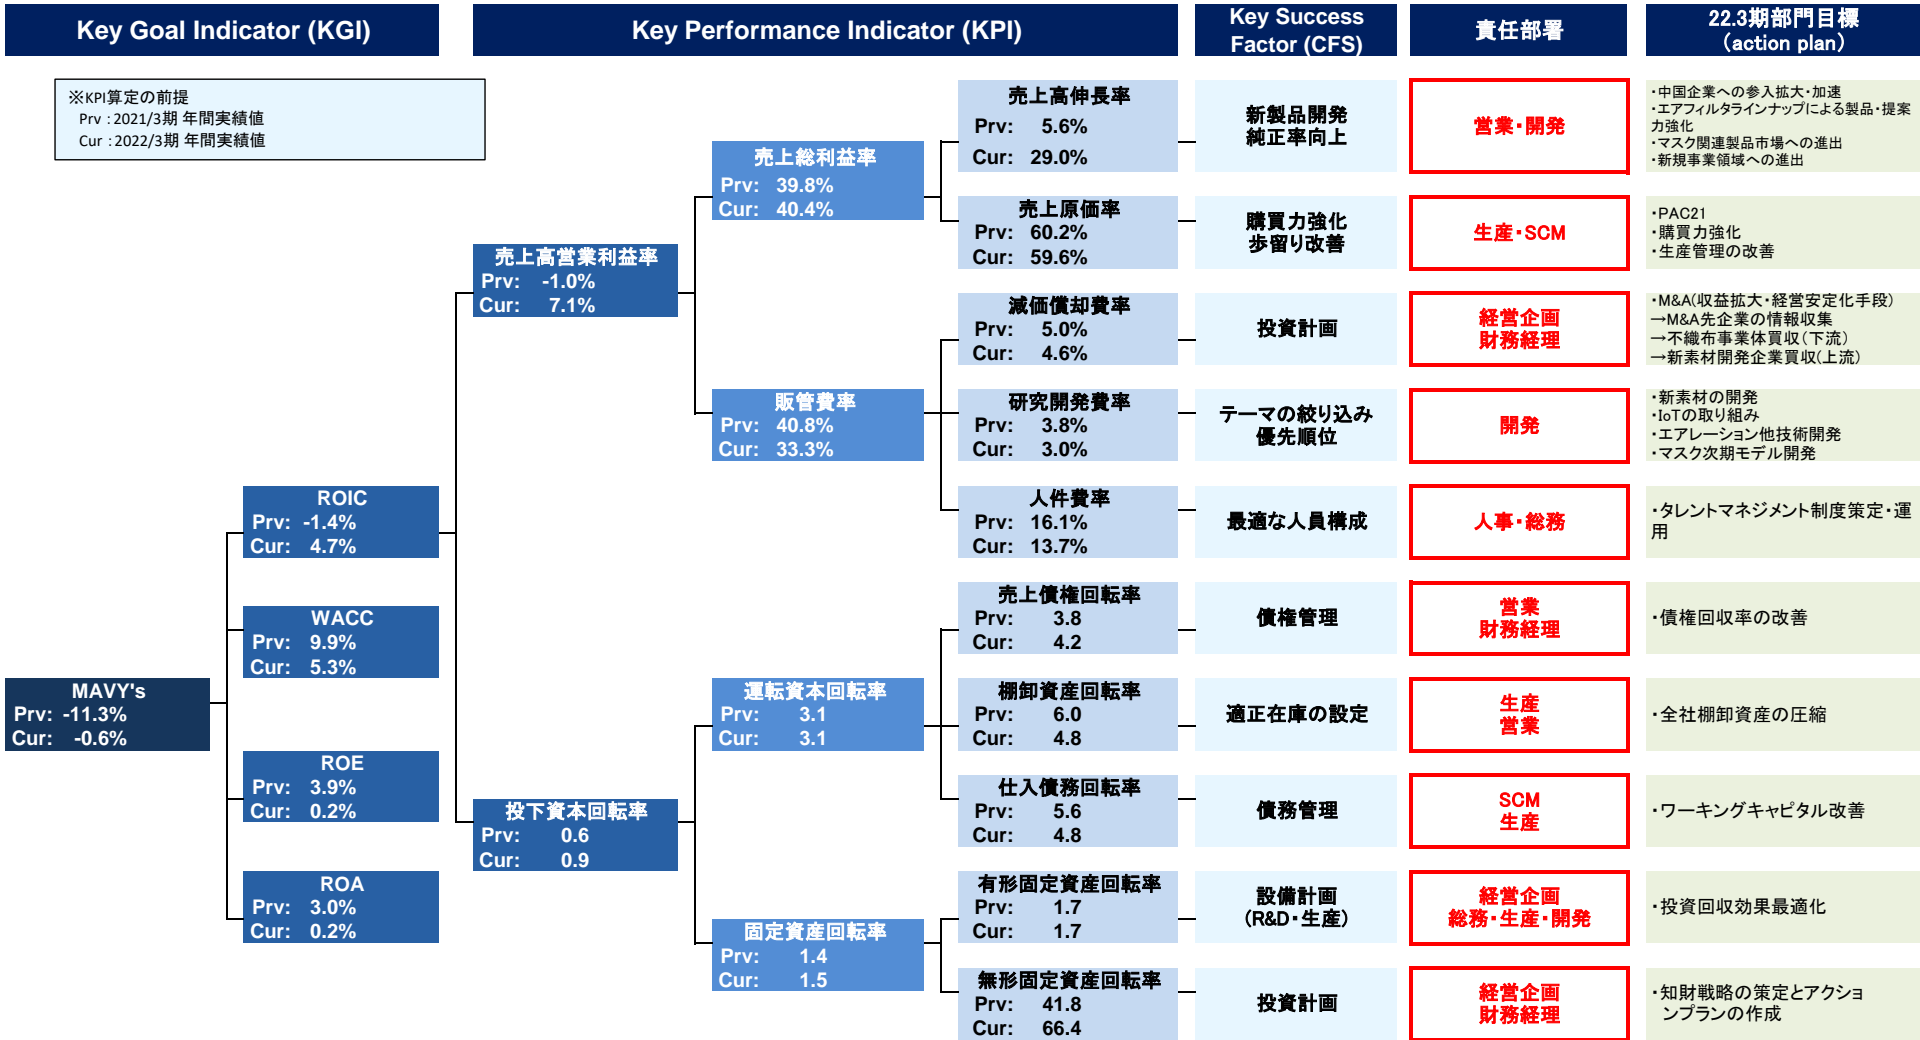 Key Goal Indicator (KGI)
Key Performance Indicator (KPI)
Key Success
Factor (CFS)
責任部署
22.3期部門目標
(action plan)
※KPI算定の前提
Prv ：2021/3期 年間実績値
Cur ：2022/3期 年間実績値
MAVY's
Prv: -11.3%
Cur: -0.6%
ROIC
Prv: -1.4%
Cur: 4.7%
WACC
Prv: 9.9%
Cur: 5.3%
ROE
Prv: 3.9%
Cur: 0.2%
ROA
Prv: 3.0%
Cur: 0.2%
売上高営業利益率
Prv: -1.0%
Cur: 7.1%
投下資本回転率
Prv: 0.6
Cur: 0.9
売上総利益率
Prv: 39.8%
Cur: 40.4%
販管費率
Prv: 40.8%
Cur: 33.3%
運転資本回転率
Prv: 3.1
Cur: 3.1
固定資産回転率
Prv: 1.4
Cur: 1.5
売上高伸長率
Prv: 5.6%
Cur: 29.0%
新製品開発
純正率向上
営業・開発
・中国企業への参入拡大・加速
・エアフィルタラインナップによる製品・提案
力強化
・マスク関連製品市場への進出
・新規事業領域への進出
売上原価率
Prv: 60.2%
Cur: 59.6%
購買力強化
歩留り改善
生産・SCM
・PAC21
・購買力強化
・生産管理の改善
減価償却費率
Prv: 5.0%
Cur: 4.6%
投資計画
経営企画
財務経理
・M&A(収益拡大・経営安定化手段)
→M&A先企業の情報収集
→不織布事業体買収(下流)
→新素材開発企業買収(上流)
研究開発費率
Prv: 3.8%
Cur: 3.0%
テーマの絞り込み
優先順位
開発
・新素材の開発
・IoTの取り組み
・エアレーション他技術開発
・マスク次期モデル開発
人件費率
Prv: 16.1%
Cur: 13.7%
最適な人員構成
人事・総務
・タレントマネジメント制度策定・運
用
売上債権回転率
Prv: 3.8
Cur: 4.2
債権管理
営業
財務経理
・債権回収率の改善
棚卸資産回転率
Prv: 6.0
Cur: 4.8
適正在庫の設定
生産
営業
・全社棚卸資産の圧縮
仕入債務回転率
Prv: 5.6
Cur: 4.8
債務管理
SCM
生産
・ワーキングキャピタル改善
有形固定資産回転率
Prv: 1.7
Cur: 1.7
設備計画
(R&D・生産)
経営企画
総務・生産・開発
・投資回収効果最適化
無形固定資産回転率
Prv: 41.8
Cur: 66.4
投資計画
経営企画
財務経理
・知財戦略の策定とアクショ
ンプランの作成